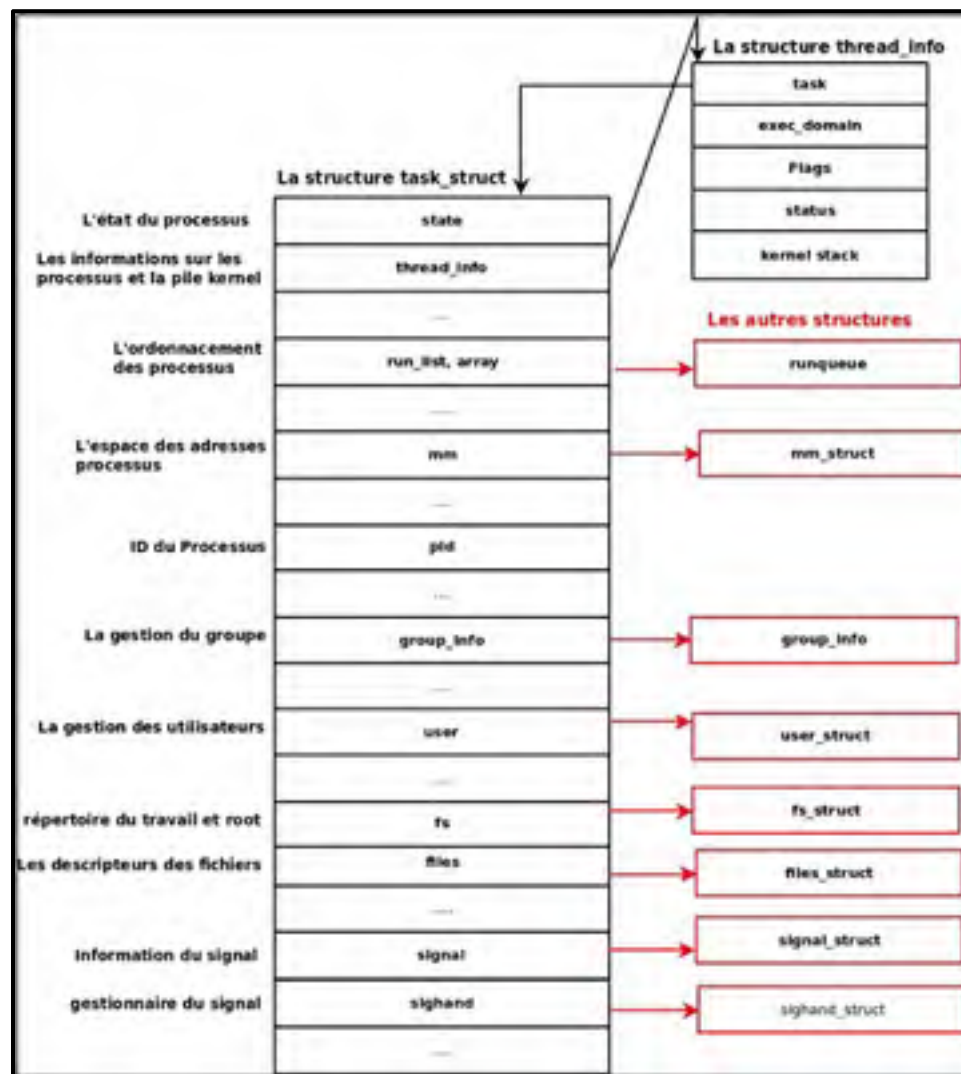 La structure thread_info
task
exec_domain
Flags
status
kernel stack
La structure task_struct
L'état du processus
state
Les informations sur les
processus et la pile kernel
thread_info
....
Les autres structures
L'ordonnacement
des processus
run_list, array
runqueue
....
L'espace des adresses
processus
mm
mm_struct
....
ID du Processus
pid
....
La gestion du groupe
group_info
group_info
....
La gestion des utilisateurs
user
user_struct
....
répertoire du travail et root
fs
fs_struct
Les descripteurs des fichiers
files
files_struct
....
Information du signal
signal
signal_struct
gestionnaire du signal
sighand
sighand_struct
....